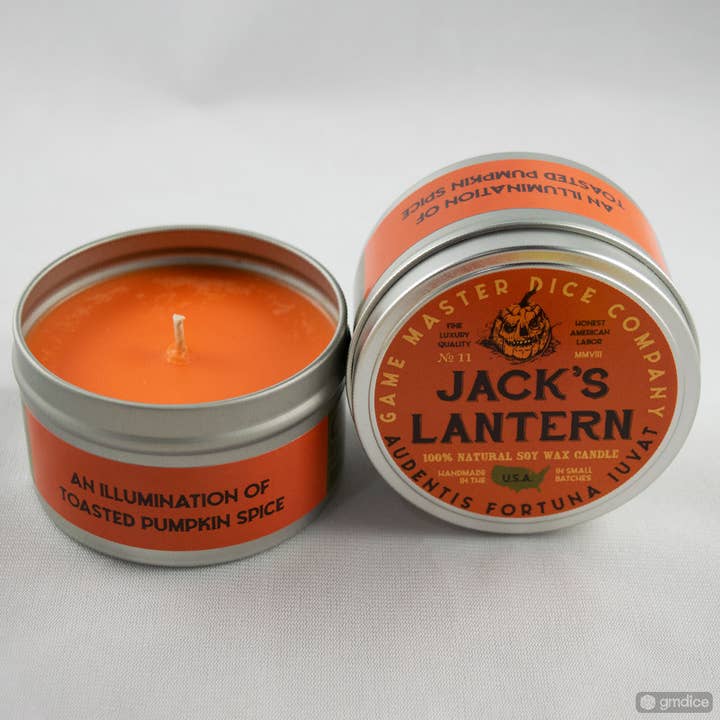 AN ILLUMINATION OF
TOASTED PUMPKIN SPICE
AN ILLUMINATION OF
TOASTED PUMPKIN SPICE
GAME MASTER DICE COMPANY
FINE
LUXURY
QUALITY
HONEST
AMERICAN
LABOR
No 11
MMVIII
JACK'S
LANTERN
100% NATURAL SOY WAX CANDLE
HANDMADE
IN THE
U.S.A.
IN SMALL
BATCHES
AUDENTIS FORTUNA IUVAT
gmdice